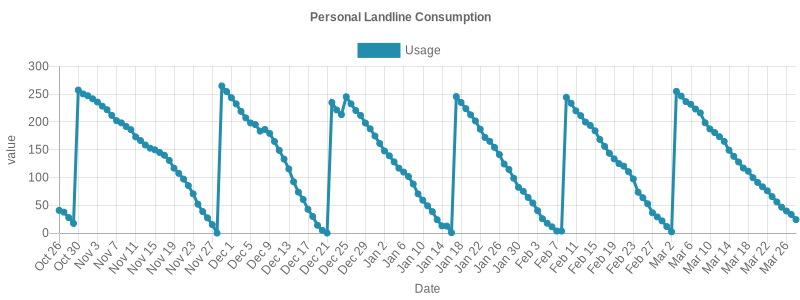 Personal Landline Consumption
Usage
300
250
200
150
100
50
0
value
Oct 26
Oct 30
Nov 3
Nov 7
Nov 11
Nov 15
Nov 19
Nov 23
Nov 27
Dec 1
Dec 5
Dec 9
Dec 13
Dec 17
Dec 21
Dec 25
Dec 29
Jan 2
Jan 6
Jan 10
Jan 14
Jan 18
Jan 22
Jan 26
Jan 30
Feb 3
Feb 7
Feb 11
Feb 15
Feb 19
Feb 23
Feb 27
Mar 2
Mar 6
Mar 10
Mar 14
Mar 18
Mar 22
Mar 26
Date